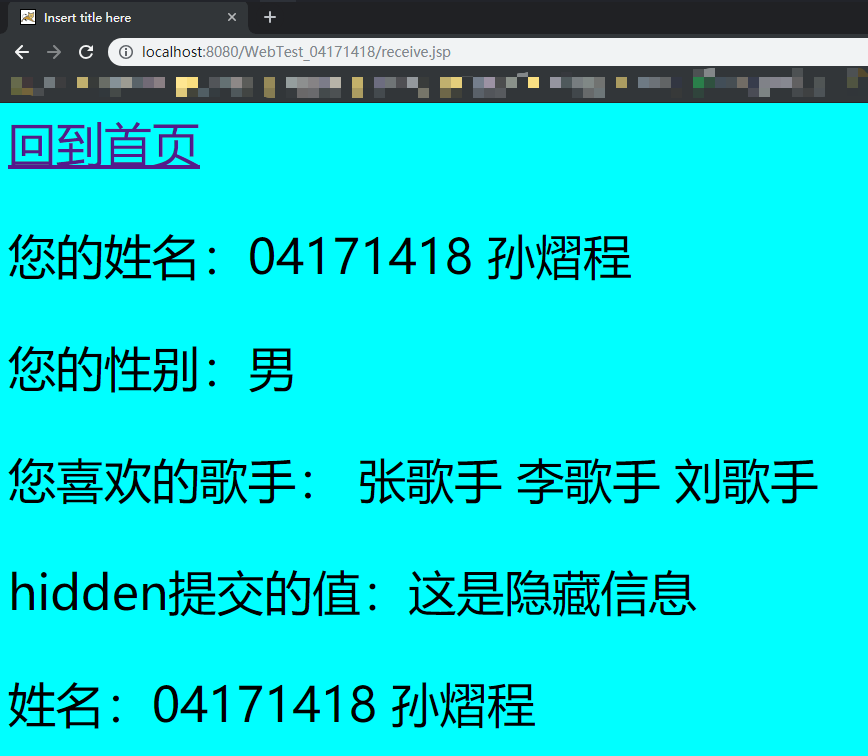 Insert title here
localhost:8080/WebTest_04171418/receive.jsp
回到首页
您的姓名：04171418 孙熠程
您的性别：男
您喜欢的歌手： 张歌手 李歌手 刘歌手
hidden提交的值：这是隐藏信息
姓名：04171418 孙熠程